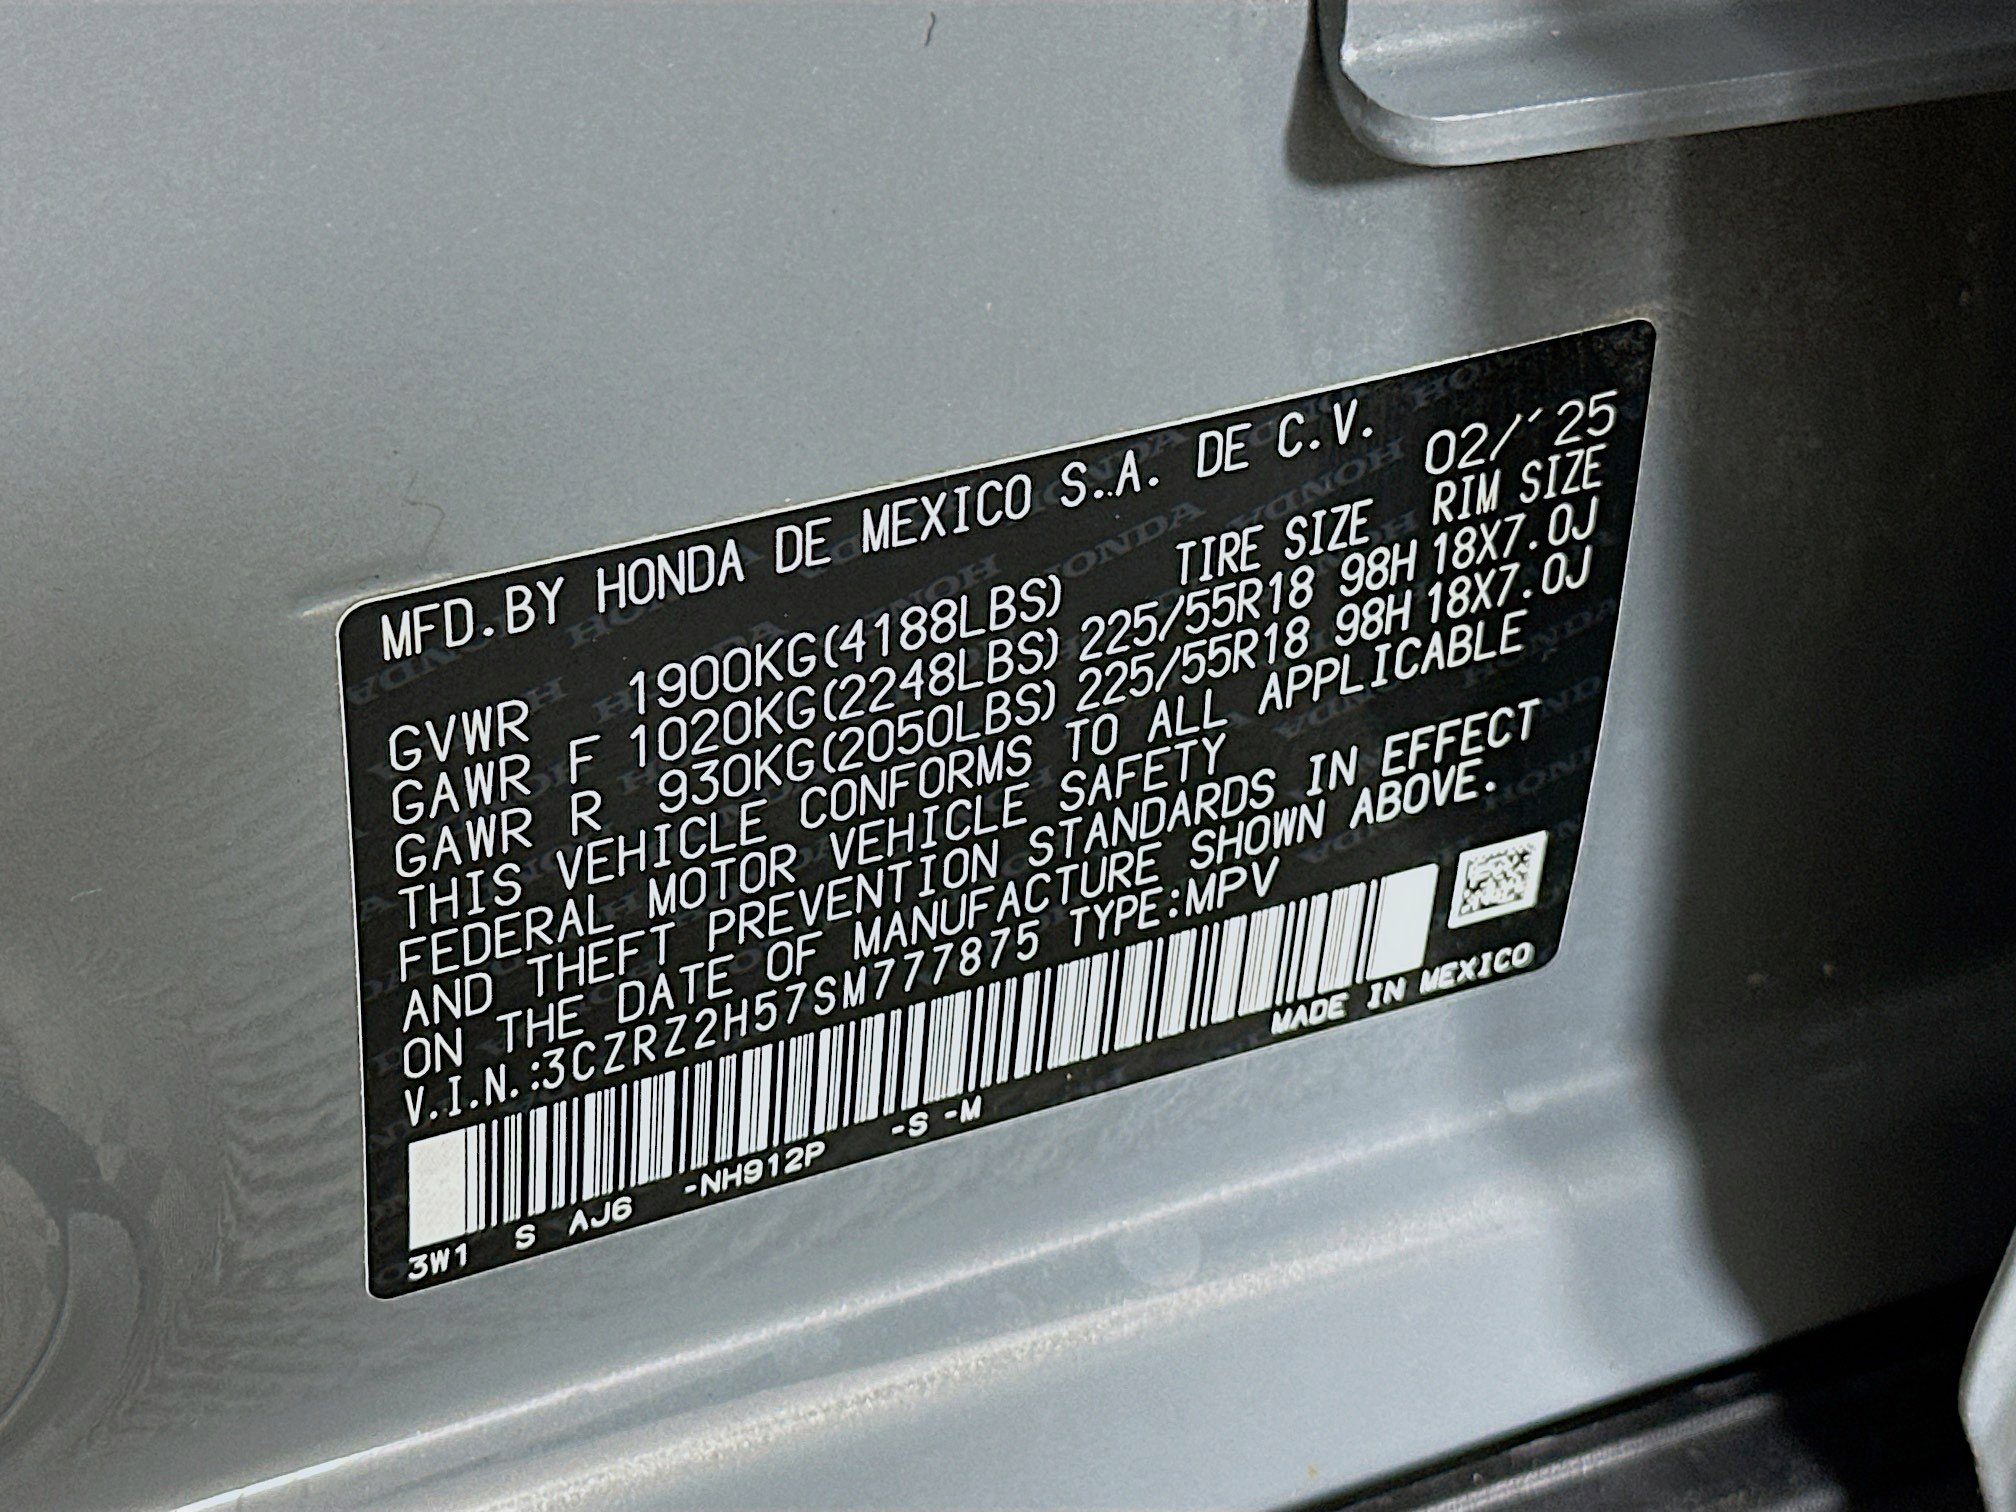 MFD.BY HONDA DE MEXICO S.A. DE C.V. 02/´25
TIRE SIZE RIM SIZE
GVWR 1900KG(4188LBS)
GAWR F 1020KG(2248LBS) 225/55R18 98H 18X7.0J
GAWR R 930KG(2050LBS) 225/55R18 98H 18X7.0J
THIS VEHICLE CONFORMS TO ALL APPLICABLE
FEDERAL MOTOR VEHICLE SAFETY
AND THEFT PREVENTION STANDARDS IN EFFECT
ON THE DATE OF MANUFACTURE SHOWN ABOVE.
V.I.N.:3CZRZ2H57SM777875 TYPE:MPV
3W1 S AJ6 -NH912P -S -M MADE IN MEXICO